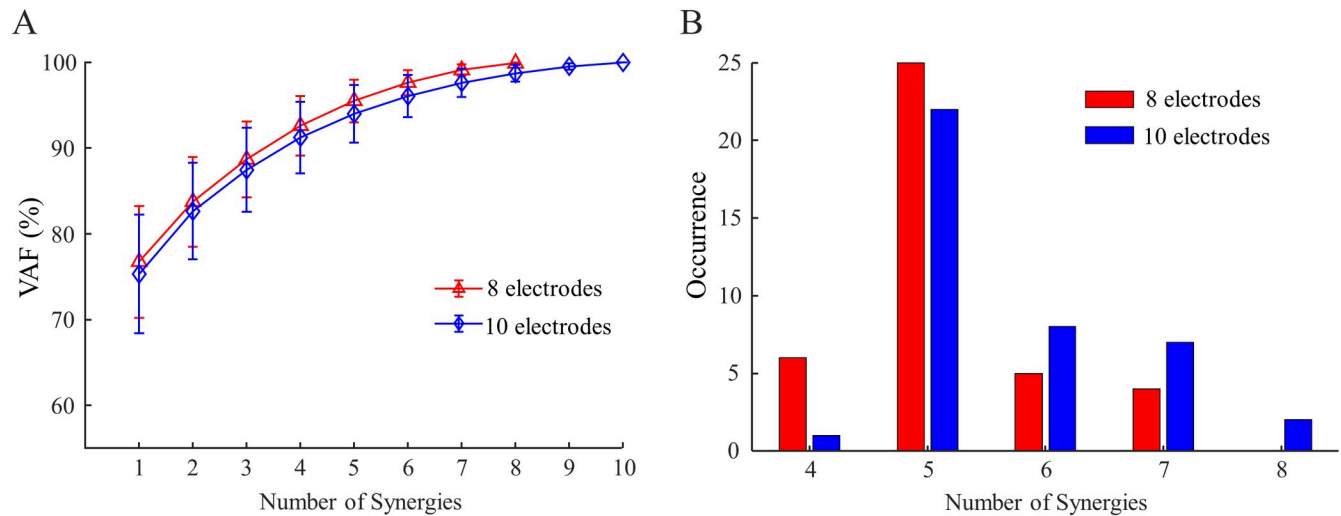 A
100
90
80
70
60
VAF (%)
8 electrodes
10 electrodes
1 2 3 4 5 6 7 8 9 10
Number of Synergies
B
25
20
15
10
5
0
Occurrence
8 electrodes
10 electrodes
4 5 6 7 8
Number of Synergies